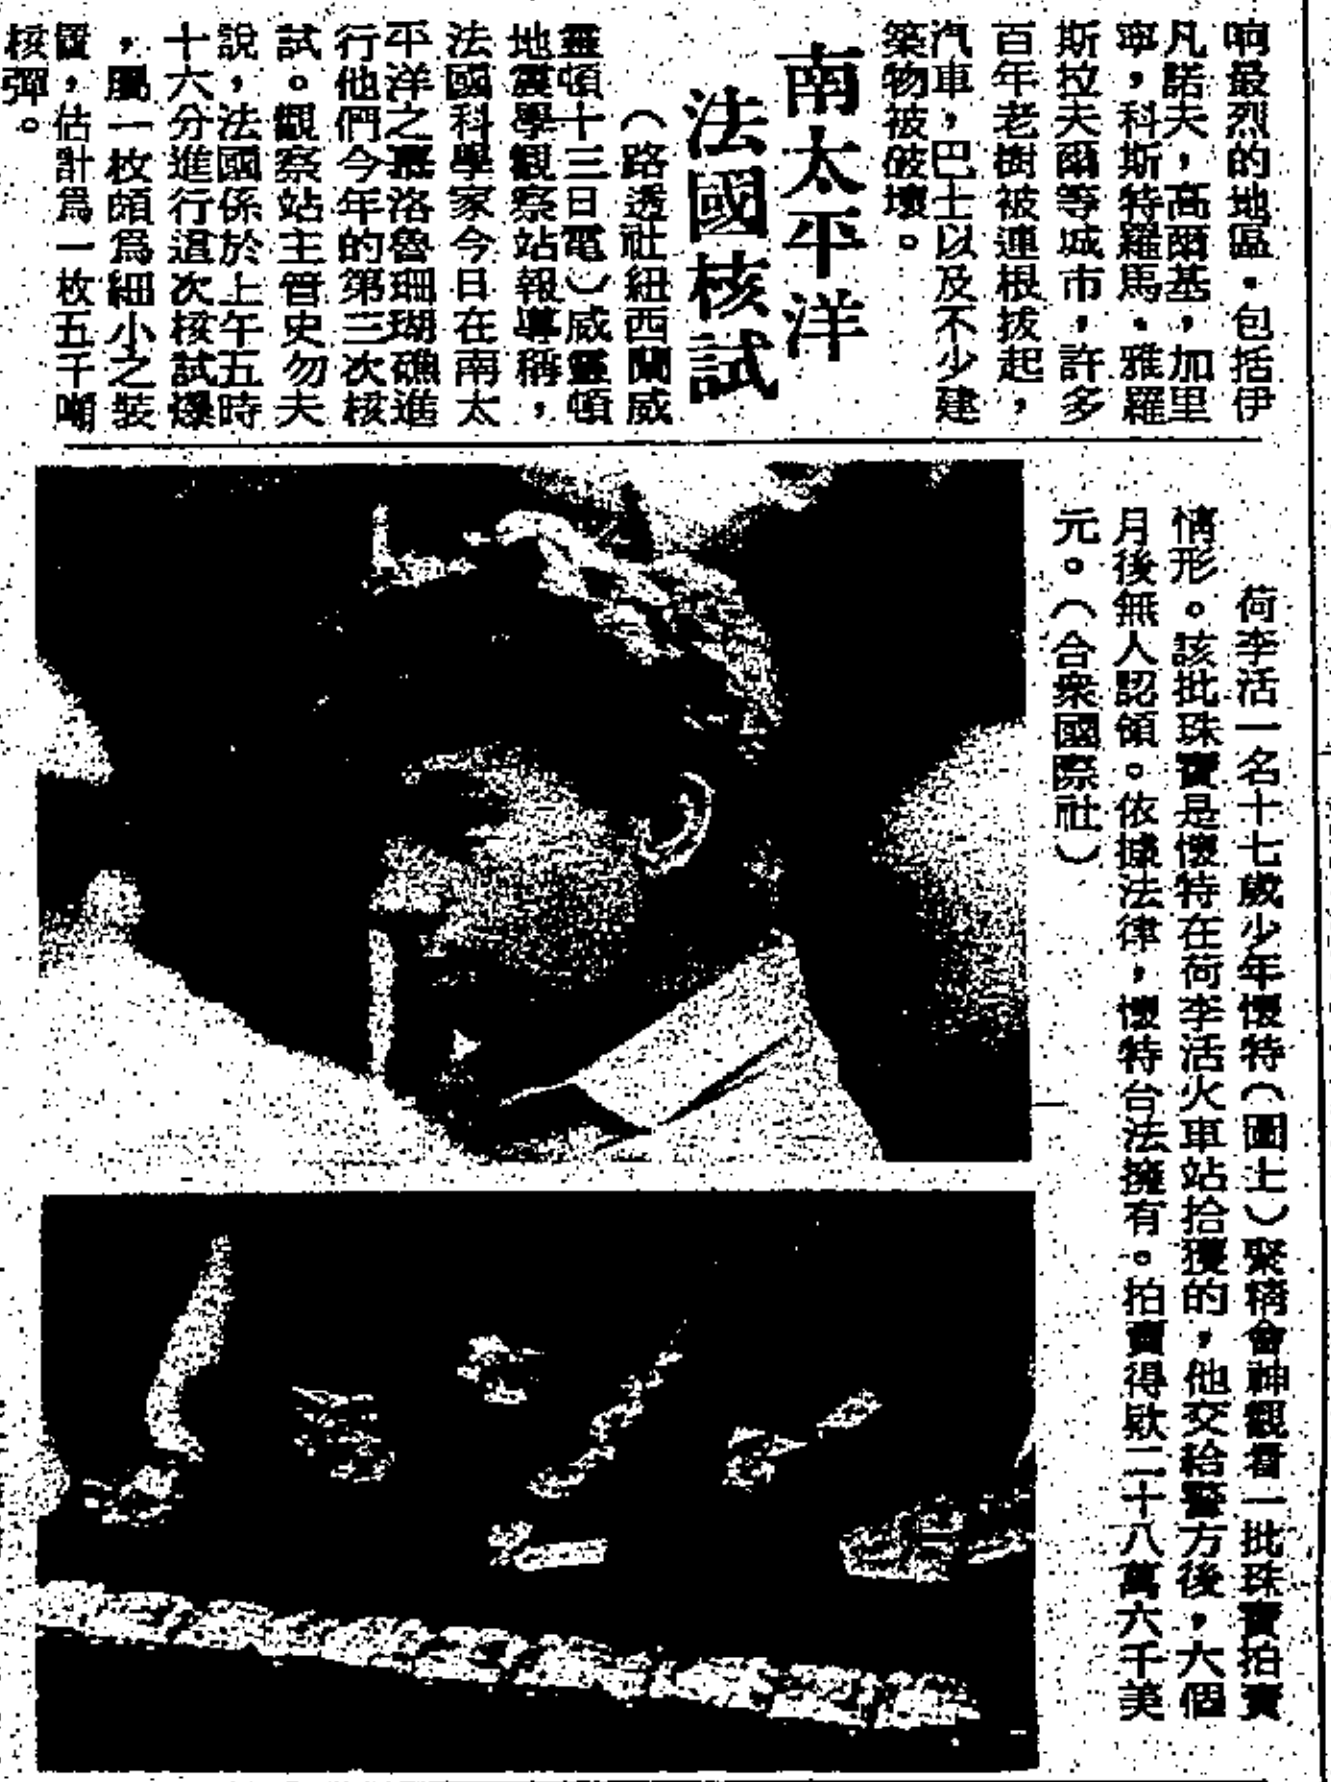 响最烈的地區.包括伊
凡諾夫,高爾基,加里
寧,科斯特羅馬.雅羅
斯拉夫爾等城市,許多
百年老樹被連根拔起,
汽車,巴士以及不少建
築物被破壞。
南太平洋
法國核試
(路透社紐西蘭威
靈頓十三日電)威靈頓
地震學觀察站報導稱,
法國科學家今日在南太
平洋之慕洛魯珊瑚礁進
行他們今年的第三次核
試。觀察站主管史勿夫
說,法國係於上午五時
十六分進行這次核試爆
,屬一枚頗爲細小之裝
置,估計爲一枚五千噸
核彈。
荷李活一名十七歲少年懷特(圖上)聚精會神觀看一批珠寶拍賣
情形。該批珠寶是懷特在荷李活火車站拾獲的,他交給警方後,大個
月後無人認領。依據法律,懷特台法擁有。拍賣得欵二十八萬六千美
元。(合衆國際社)